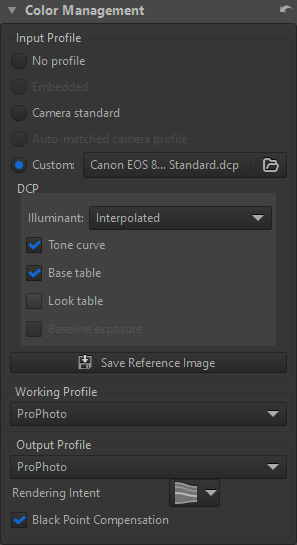 Color Management
Input Profile
No profile
Embedded
Camera standard
Auto-matched camera profile
Custom: Canon EOS 8... Standard.dcp
DCP
Illuminant: Interpolated
Tone curve
Base table
Look table
Baseline exposure
Save Reference Image
Working Profile
ProPhoto
Output Profile
ProPhoto
Rendering Intent
Black Point Compensation